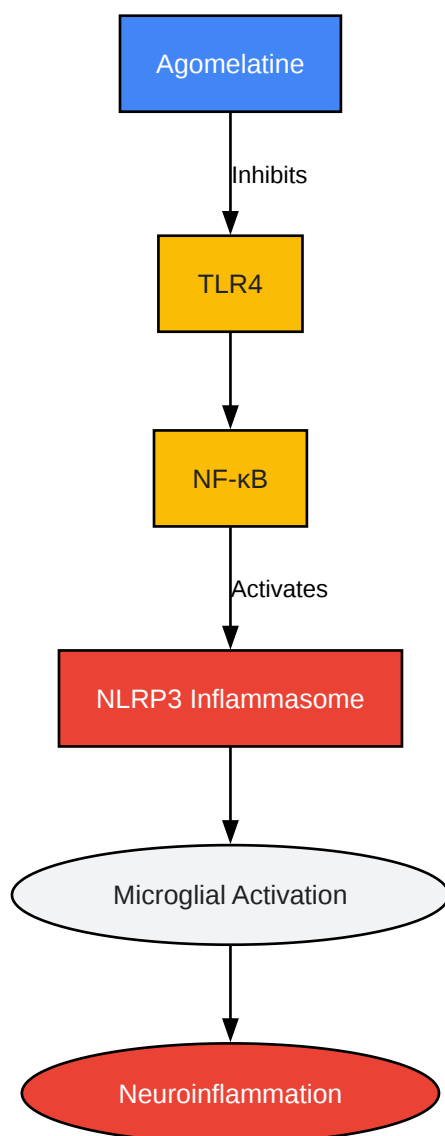 Agomelatine
Inhibits
TLR4
NF-κB
Activates
NLRP3 Inflammasome
Microglial Activation
Neuroinflammation